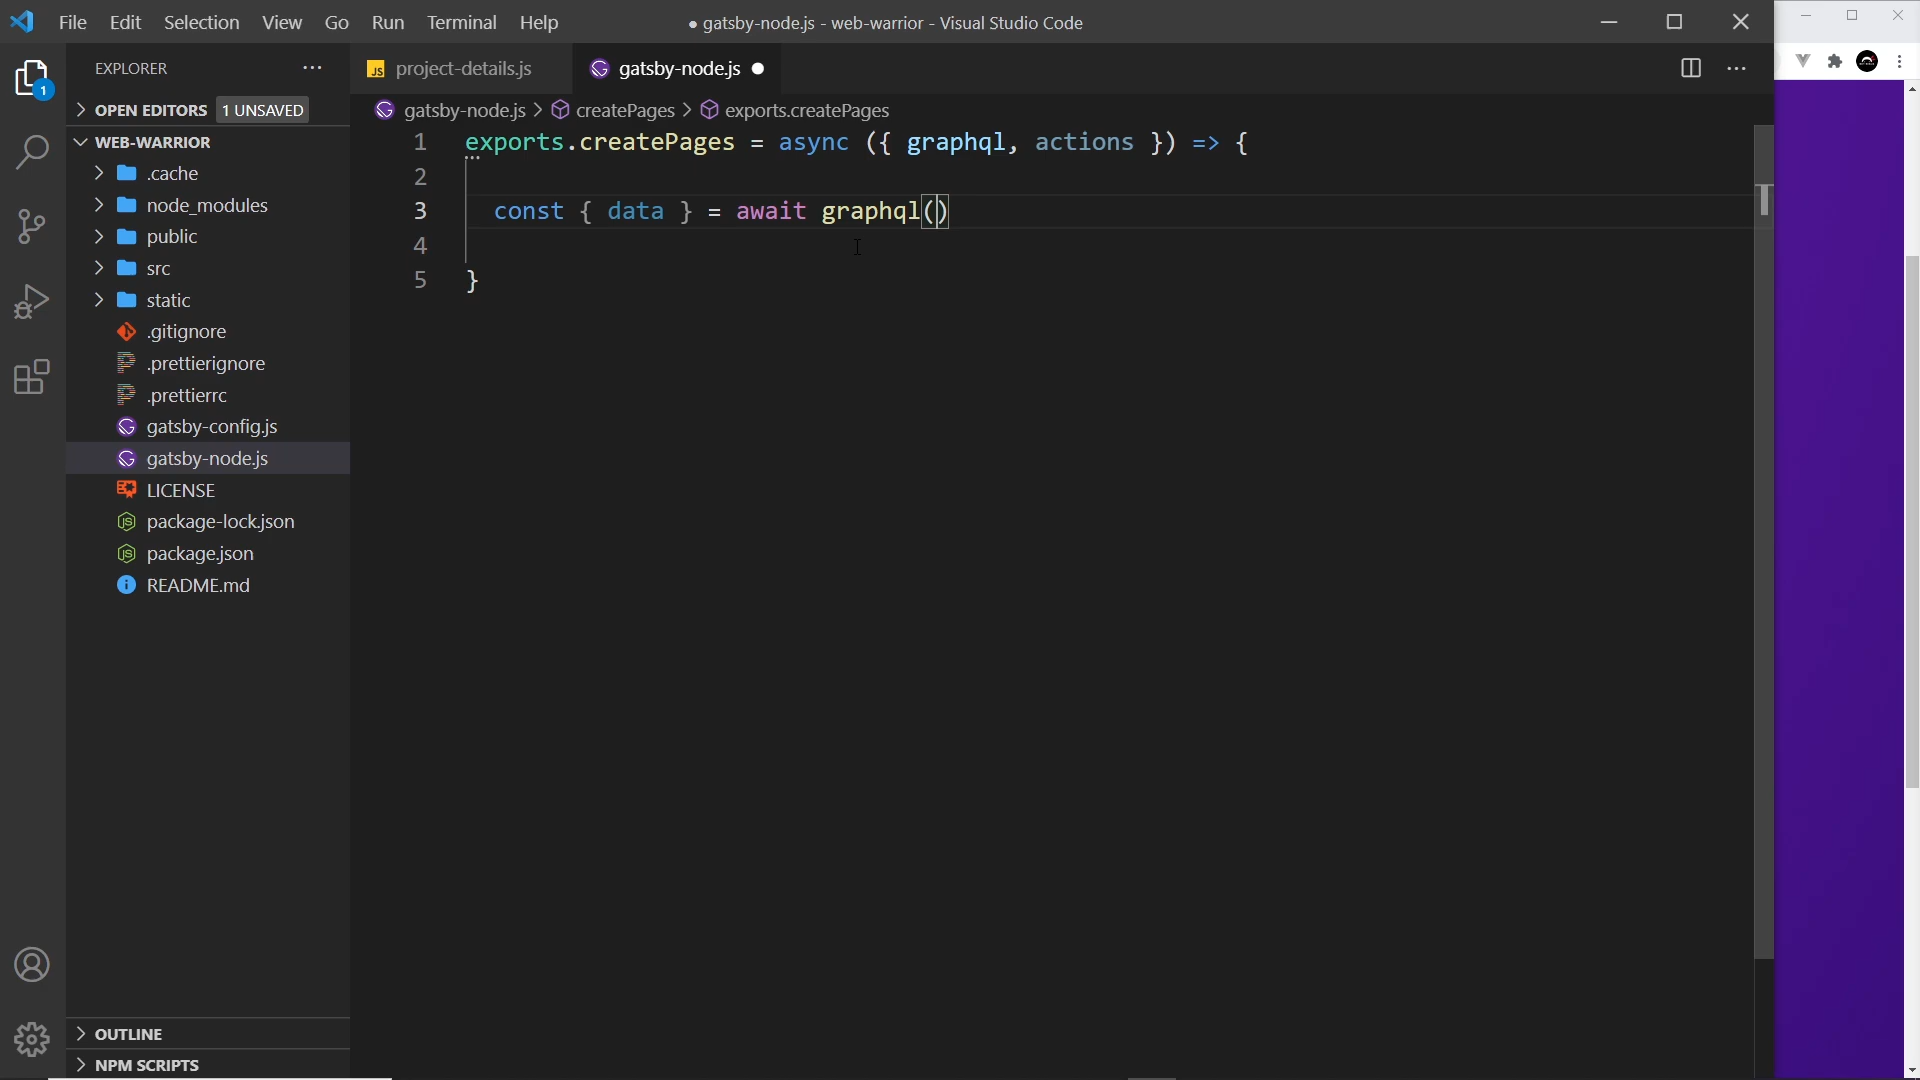 File Edit Selection View Go Run Terminal Help
● gatsby-node.js - web-warrior - Visual Studio Code
EXPLORER
1
OPEN EDITORS 1 UNSAVED
WEB-WARRIOR
.cache
node_modules
public
src
static
.gitignore
.prettierignore
.prettierrc
gatsby-config.js
gatsby-node.js
LICENSE
package-lock.json
package.json
README.md
OUTLINE
NPM SCRIPTS
JS project-details.js
gatsby-node.js ●
gatsby-node.js > createPages > exports.createPages
1 exports.createPages = async ({ graphql, actions }) => {
2
3 const { data } = await graphql()
4
5 }